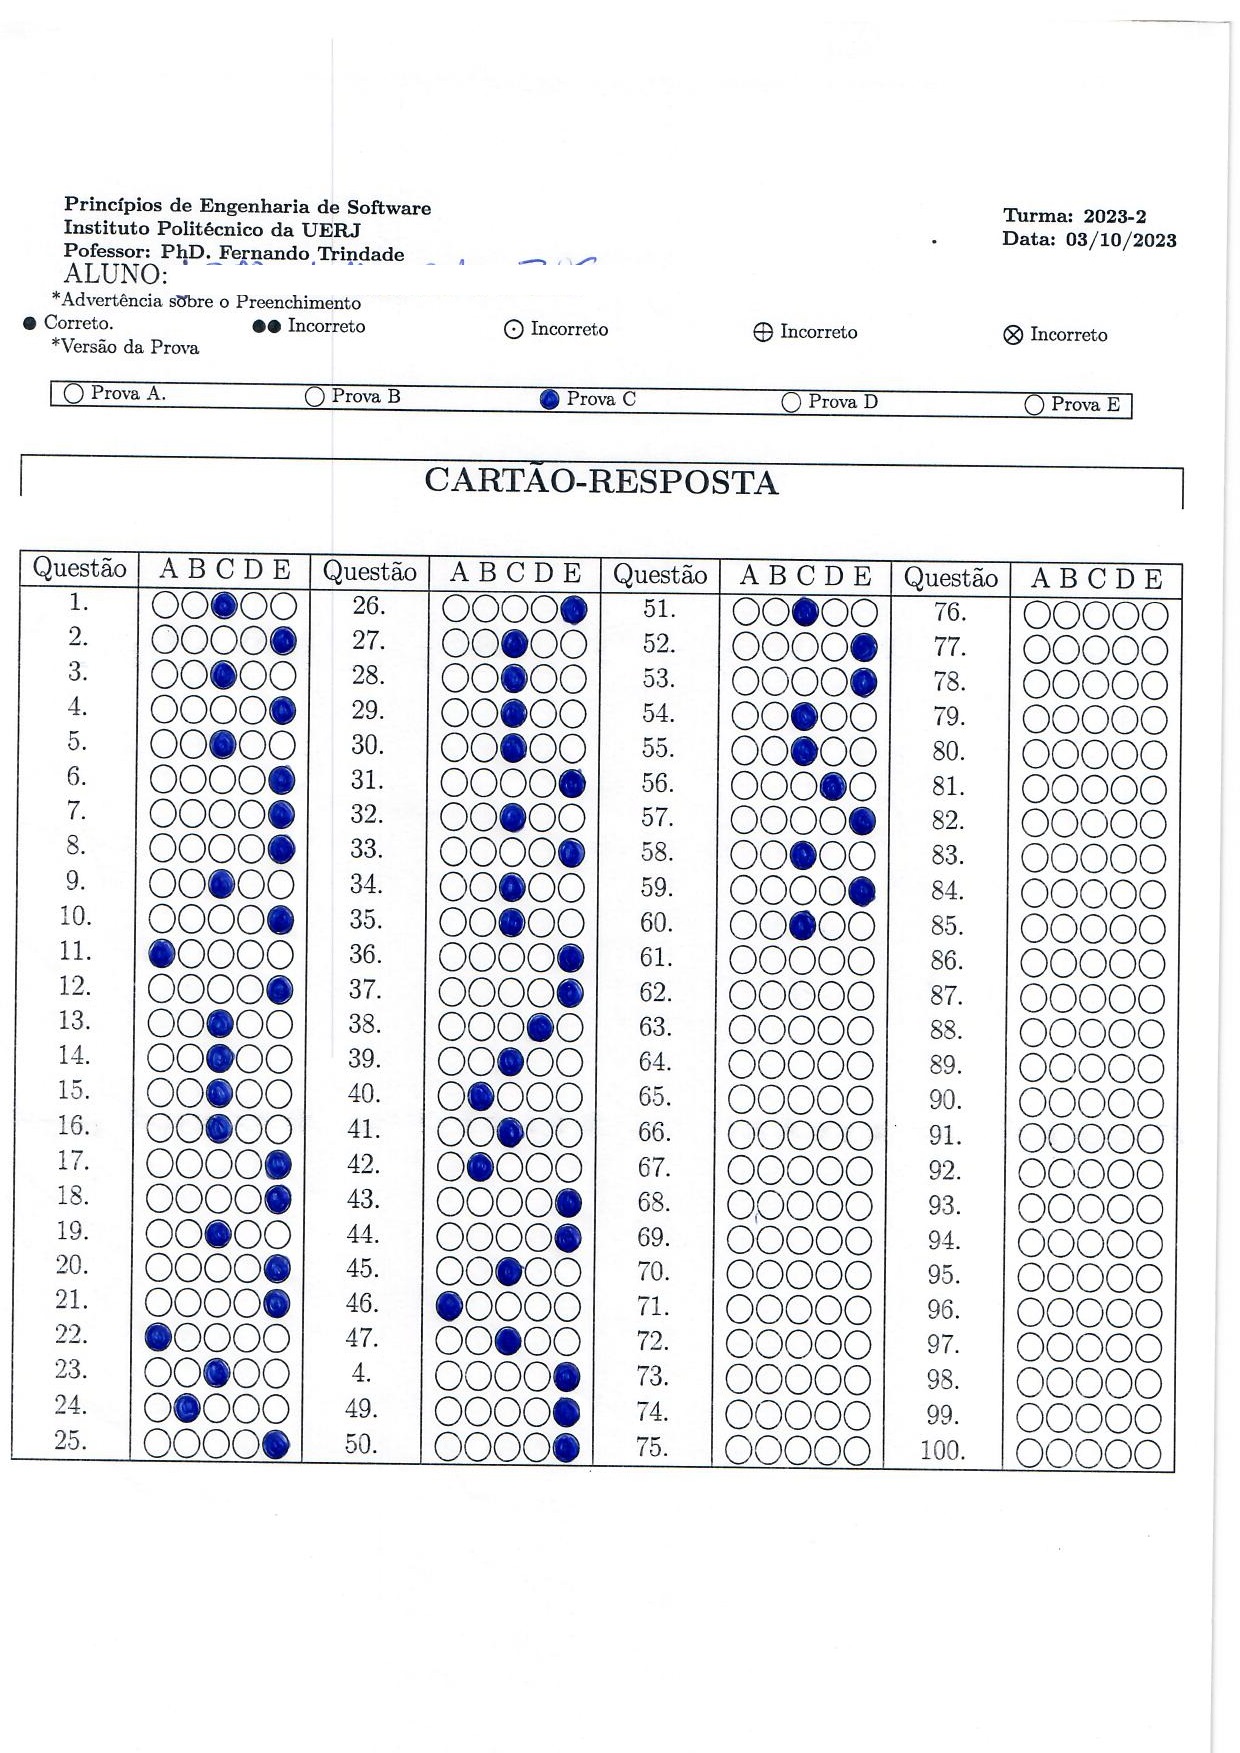 Princípios de Engenharia de Software
Instituto Politécnico da UERJ
Turma: 2023-2
Pofessor: PhD. Fernando Trindade
Data: 03/10/2023
ALUNO:
*Advertência sobre o Preenchimento
Correto. Incorreto Incorreto Incorreto Incorreto
*Versão da Prova
Prova A. Prova B Prova C Prova D Prova E
CARTÃO-RESPOSTA
Questão A B C D E Questão A B C D E Questão A B C D E Questão A B C D E
1. 26. 51. 76.
2. 27. 52. 77.
3. 28. 53. 78.
4. 29. 54. 79.
5. 30. 55. 80.
6. 31. 56. 81.
7. 32. 57. 82.
8. 33. 58. 83.
9. 34. 59. 84.
10. 35. 60. 85.
11. 36. 61. 86.
12. 37. 62. 87.
13. 38. 63. 88.
14. 39. 64. 89.
15. 40. 65. 90.
16. 41. 66. 91.
17. 42. 67. 92.
18. 43. 68. 93.
19. 44. 69. 94.
20. 45. 70. 95.
21. 46. 71. 96.
22. 47. 72. 97.
23. 4. 73. 98.
24. 49. 74. 99.
25. 50. 75. 100.